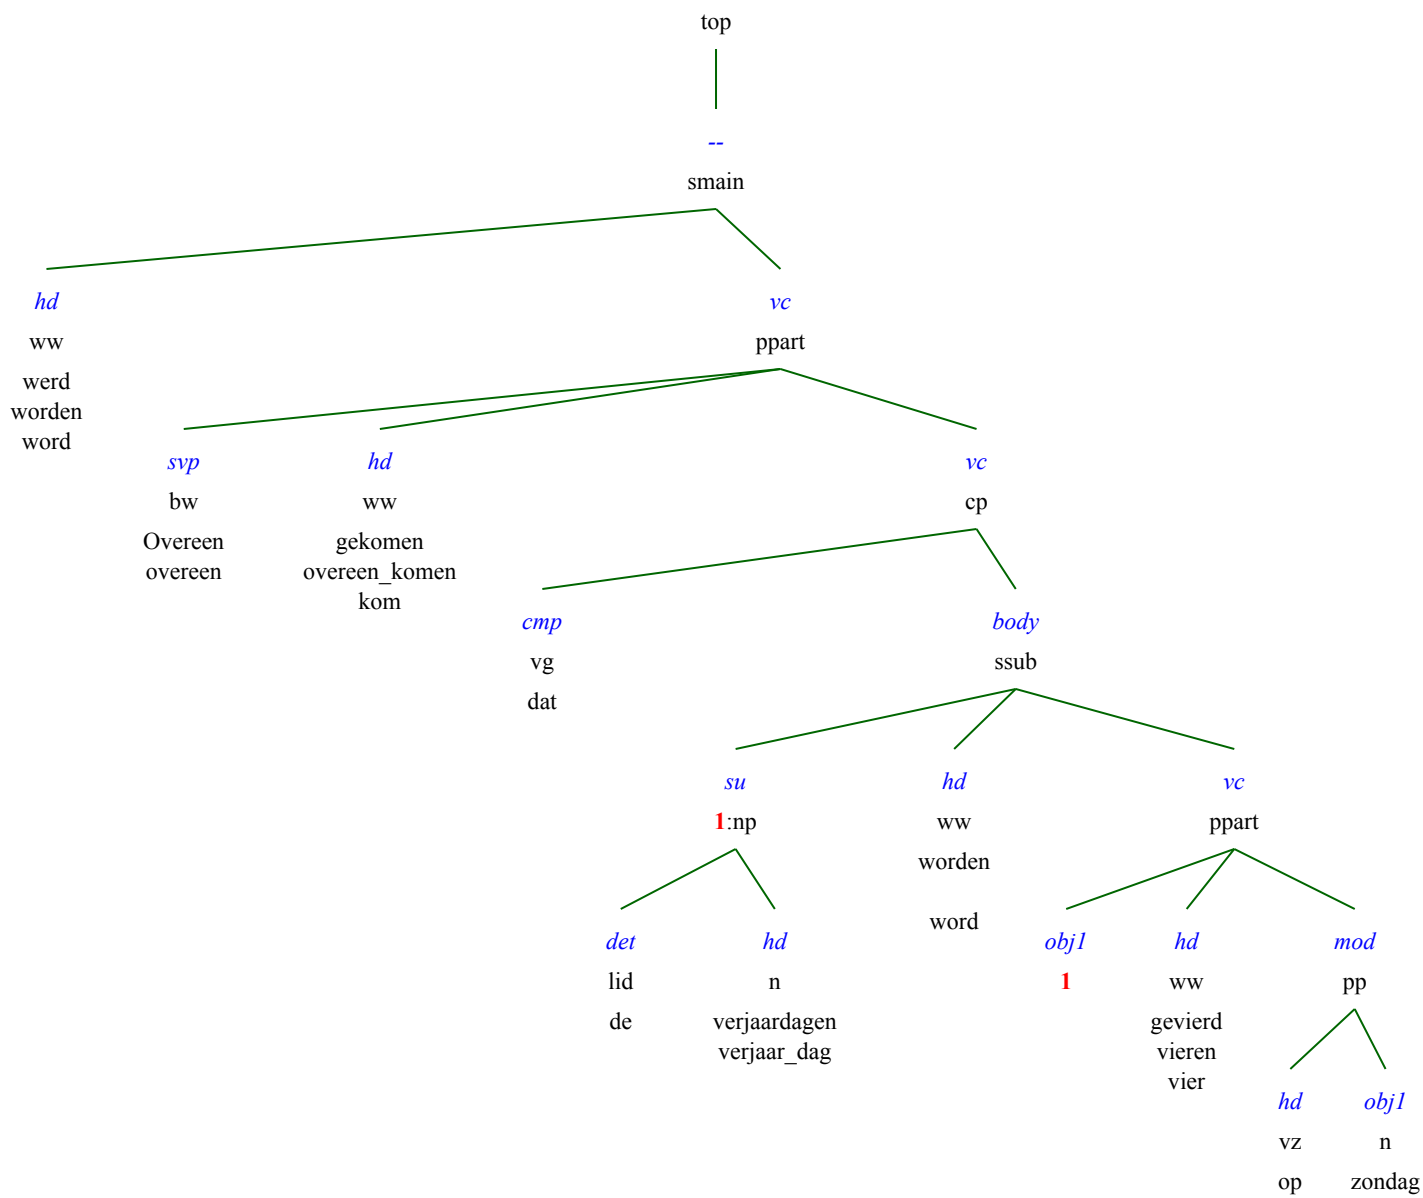 top
--
smain
hd vc
ww ppart
werd
worden
word
svp hd vc
bw ww cp
Overeen gekomen
overeen overeen_komen
kom
cmp body
vg ssub
dat
su hd vc
1:np ww ppart
worden
word
det hd obj1 hd mod
lid n 1 ww pp
de verjaardagen gevierd
verjaar_dag vieren
vier
hd obj1
vz n
op zondag